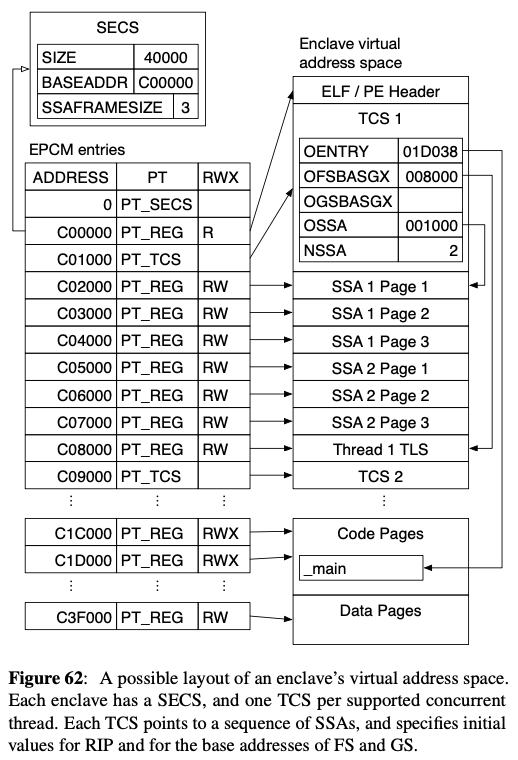 SECS
SIZE 40000
BASEADDR C00000
SSAFRAMESIZE 3
EPCM entries
ADDRESS PT RWX
0 PT_SECS
C00000 PT_REG R
C01000 PT_TCS
C02000 PT_REG RW
C03000 PT_REG RW
C04000 PT_REG RW
C05000 PT_REG RW
C06000 PT_REG RW
C07000 PT_REG RW
C08000 PT_REG RW
C09000 PT_TCS
⋮ ⋮ ⋮
C1C000 PT_REG RWX
C1D000 PT_REG RWX
⋮ ⋮ ⋮
C3F000 PT_REG RW
Enclave virtual
address space
ELF / PE Header
TCS 1
OENTRY 01D038
OFSBASGX 008000
OGSBASGX
OSSA 001000
NSSA 2
SSA 1 Page 1
SSA 1 Page 2
SSA 1 Page 3
SSA 2 Page 1
SSA 2 Page 2
SSA 2 Page 3
Thread 1 TLS
TCS 2
⋮
Code Pages
_main
Data Pages
Figure 62: A possible layout of an enclave’s virtual address space.
Each enclave has a SECS, and one TCS per supported concurrent
thread. Each TCS points to a sequence of SSAs, and specifies initial
values for RIP and for the base addresses of FS and GS.